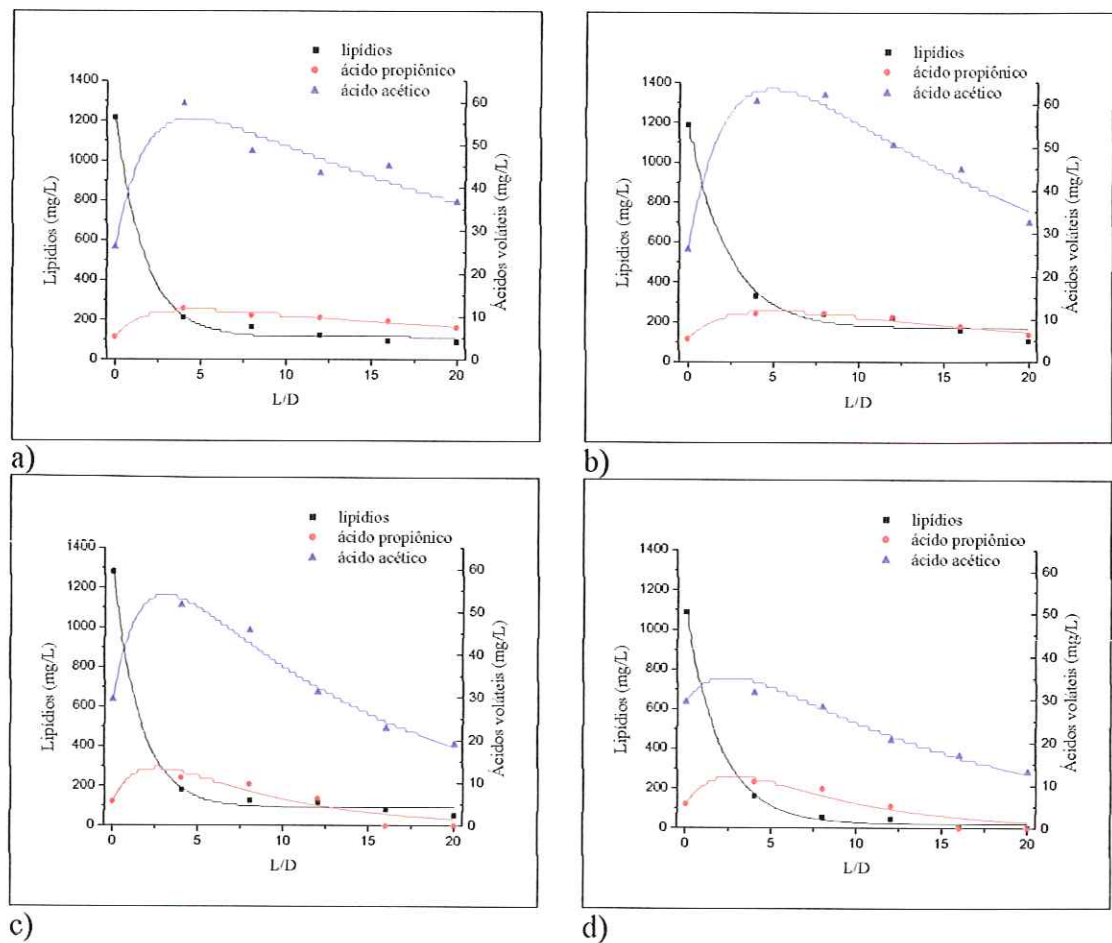 lipídios
ácido propiônico
ácido acético
1400
1200
1000
800
600
400
200
0
Lipídios (mg/L)
60
50
40
30
20
10
0
Ácidos voláteis (mg/L)
0 5 10 15 20
L/D
a)
lipídios
ácido propiônico
ácido acético
1400
1200
1000
800
600
400
200
0
Lipídios (mg/L)
60
50
40
30
20
10
0
Ácidos voláteis (mg/L)
0 5 10 15 20
L/D
b)
lipídios
ácido propiônico
ácido acético
1400
1200
1000
800
600
400
200
0
Lipídios (mg/L)
60
50
40
30
20
10
0
Ácidos voláteis (mg/L)
0 5 10 15 20
L/D
c)
lipídios
ácido propiônico
ácido acético
1400
1200
1000
800
600
400
200
0
Lipídios (mg/L)
60
50
40
30
20
10
0
Ácidos voláteis (mg/L)
0 5 10 15 20
L/D
d)